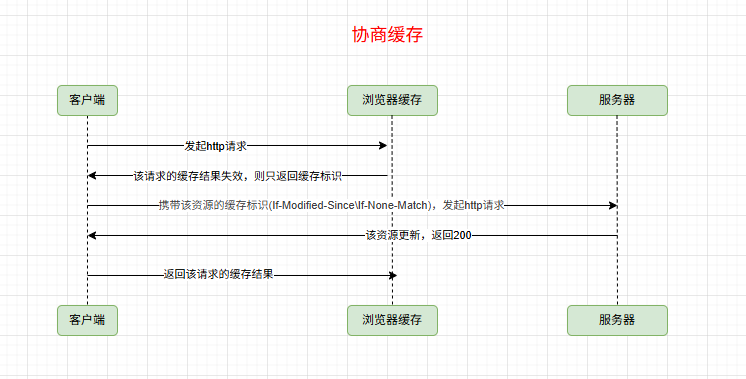 协商缓存
客户端
浏览器缓存
服务器
发起http请求
该请求的缓存结果失效，则只返回缓存标识
携带该资源的缓存标识(If-Modified-Since\If-None-Match)，发起http请求
该资源更新，返回200
返回该请求的缓存结果
客户端
浏览器缓存
服务器